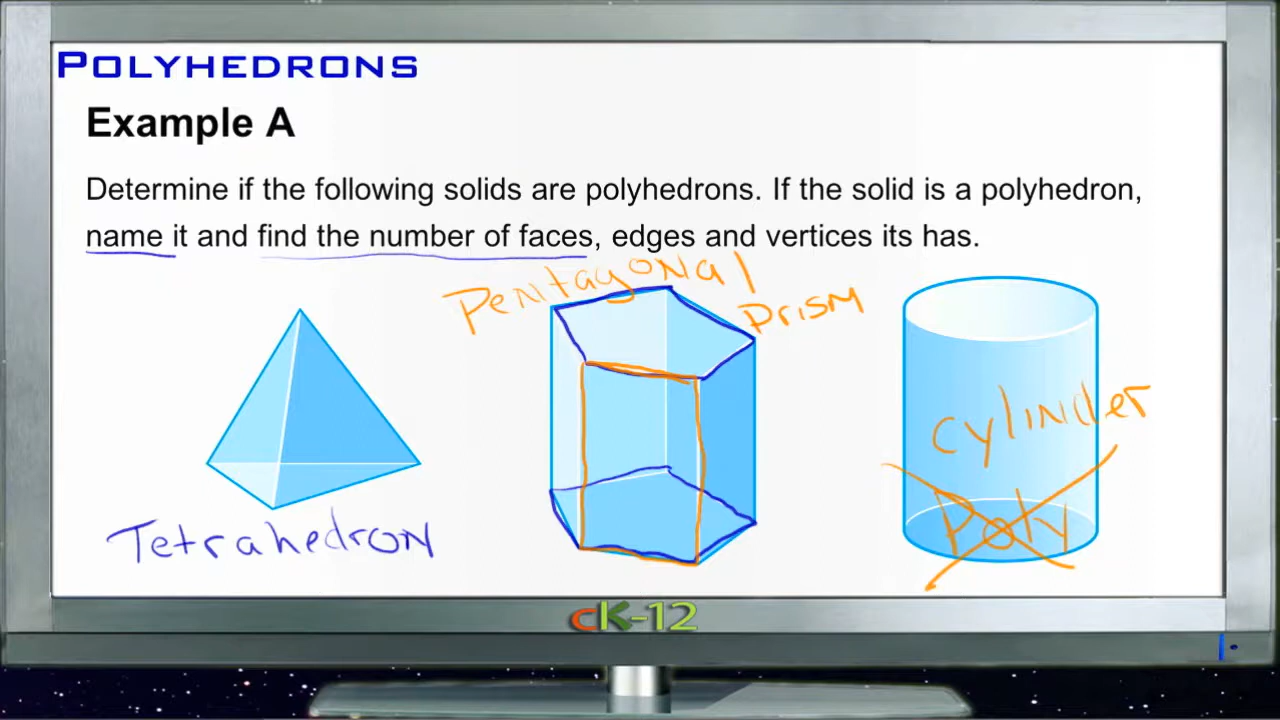 POLYHEDRONS
Example A
Determine if the following solids are polyhedrons. If the solid is a polyhedron,
name it and find the number of faces, edges and vertices its has.
Pentagonal
Prism
Cylinder
Poly
Tetrahedron
cK-12